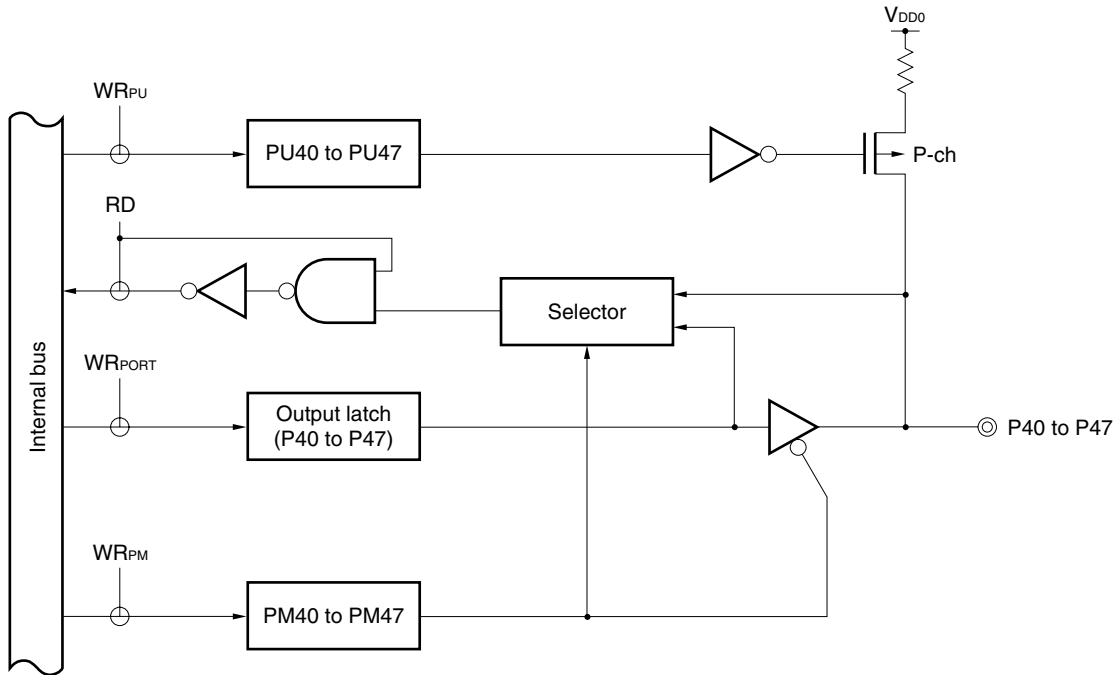 VDD0
WRPU
PU40 to PU47
P-ch
RD
Selector
Internal bus
WRPORT
Output latch
(P40 to P47)
P40 to P47
WRPM
PM40 to PM47